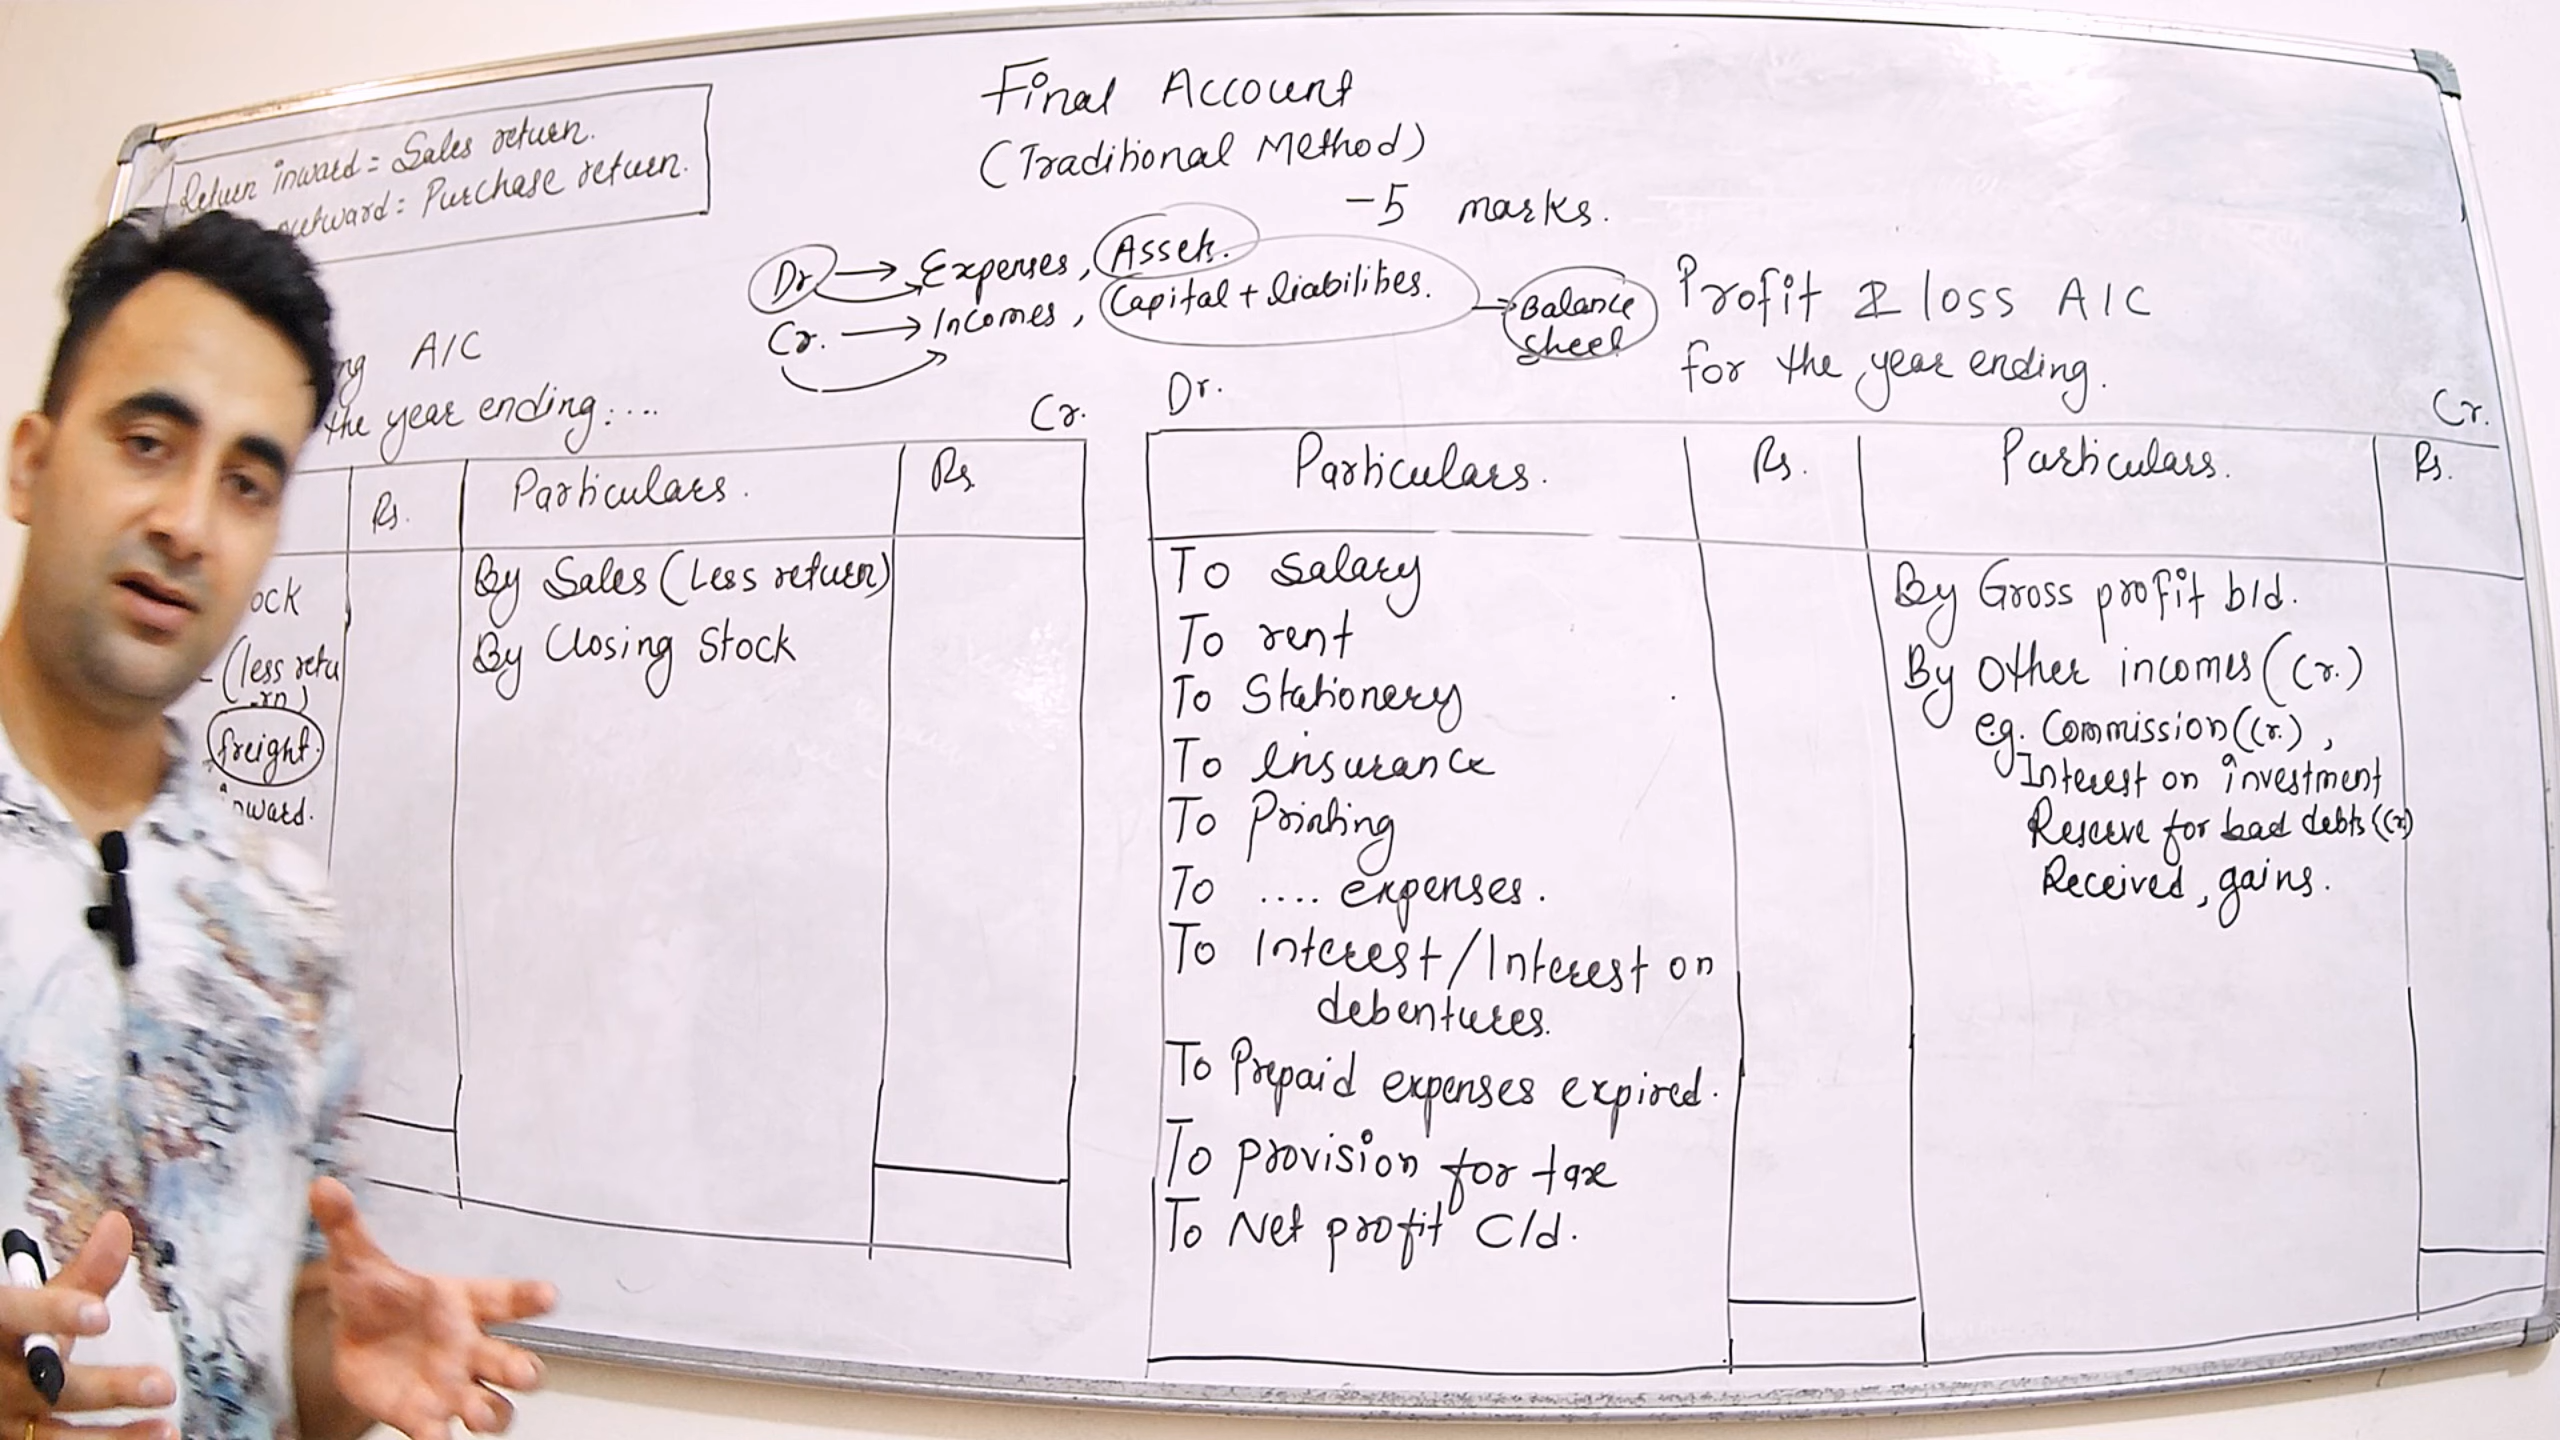 Final Account
(Traditional Method)
-5 marks.
Return inward = Sales return.
outward = Purchase return.
Dr. → Expenses, Assets.
Cr. → Incomes, Capital + liabilities. → Balance sheet
A/C
the year ending....
Cr.
Rs. Particulars. Rs.
By Sales (Less return)
By Closing Stock
(less retu
-rn)
freight.
inward.
Profit & loss A/C
for the year ending.
Dr. Cr.
Particulars. Rs. Particulars. Rs.
To Salary
To rent
To Stationery
To Insurance
To Printing
To .... expenses.
To Interest/Interest on
debentures.
To Prepaid expenses expired.
To provision for tax
To Net profit C/d.
By Gross profit b/d.
By Other incomes (Cr.)
eg. Commission (Cr.),
Interest on investment
Reserve for bad debts (Cr)
Received, gains.